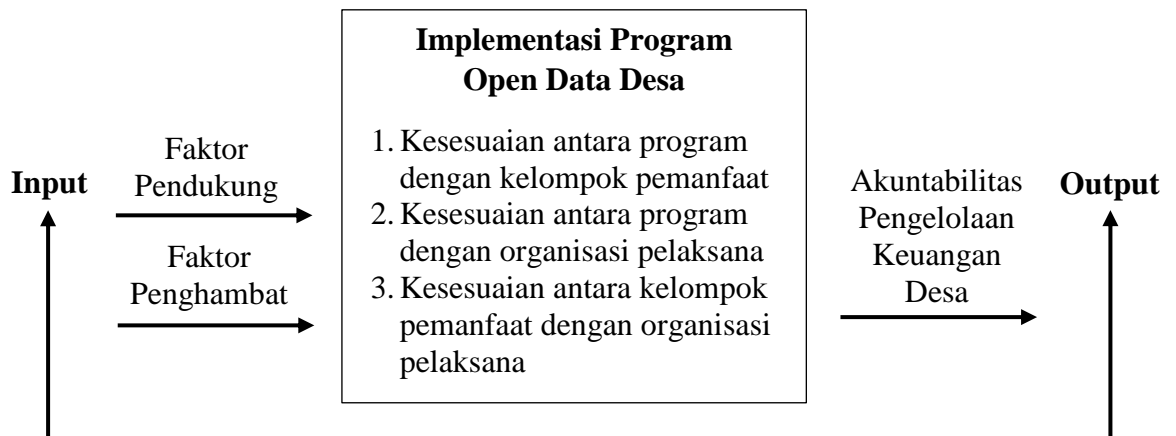 Implementasi Program
Open Data Desa
Input
Faktor
Pendukung
Faktor
Penghambat
1. Kesesuaian antara program
dengan kelompok pemanfaat
2. Kesesuaian antara program
dengan organisasi pelaksana
3. Kesesuaian antara kelompok
pemanfaat dengan organisasi
pelaksana
Akuntabilitas
Pengelolaan
Keuangan
Desa
Output